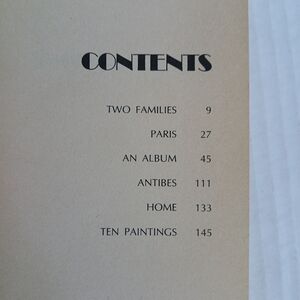 CONTENTS
TWO FAMILIES 9
PARIS 27
AN ALBUM 45
ANTIBES 111
HOME 133
TEN PAINTINGS 145